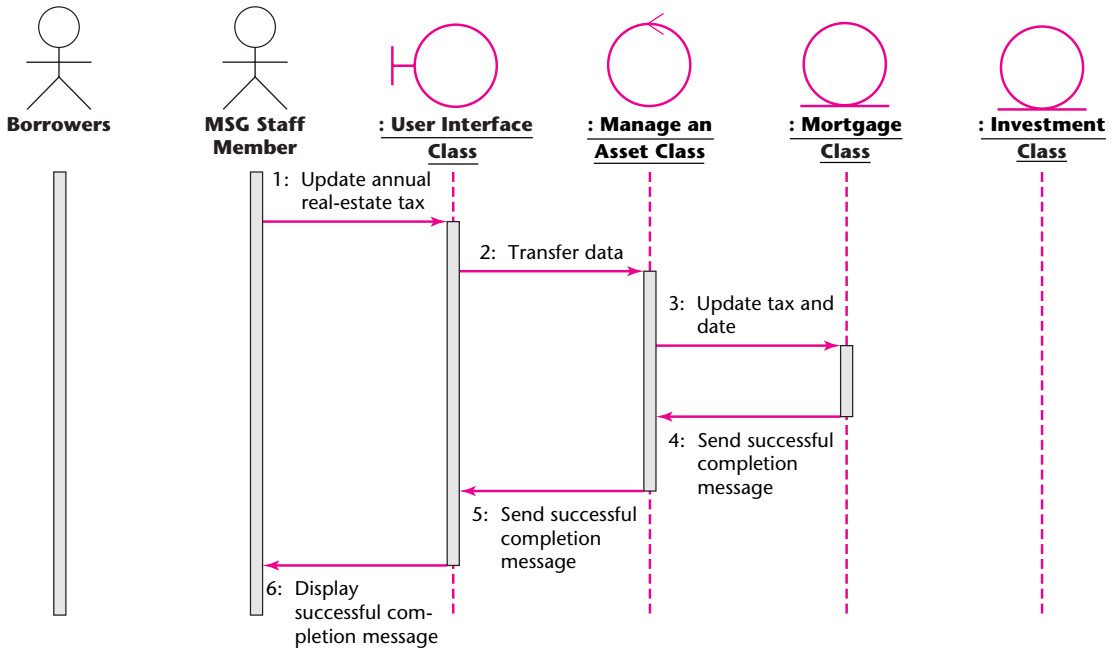 Borrowers
MSG Staff
Member
: User Interface
Class
: Manage an
Asset Class
: Mortgage
Class
: Investment
Class
1: Update annual
real-estate tax
2: Transfer data
3: Update tax and
date
4: Send successful
completion
message
5: Send successful
completion
message
6: Display
successful com-
pletion message